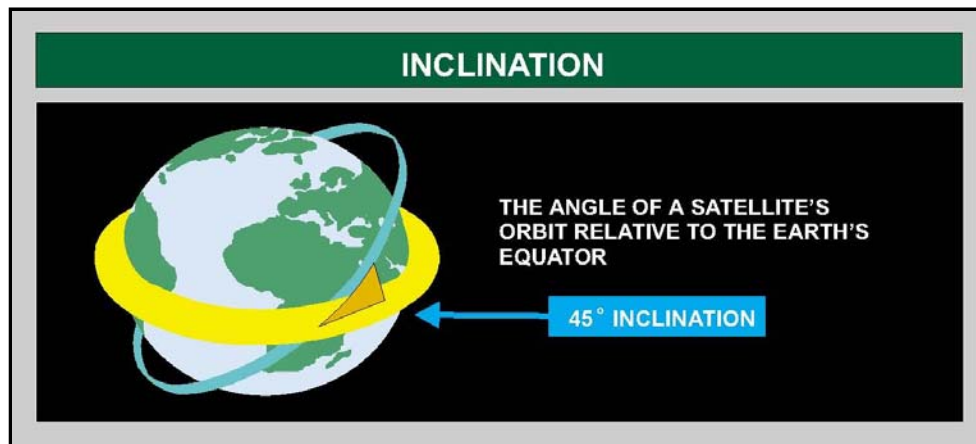 INCLINATION
THE ANGLE OF A SATELLITE'S
ORBIT RELATIVE TO THE EARTH'S
EQUATOR
45° INCLINATION